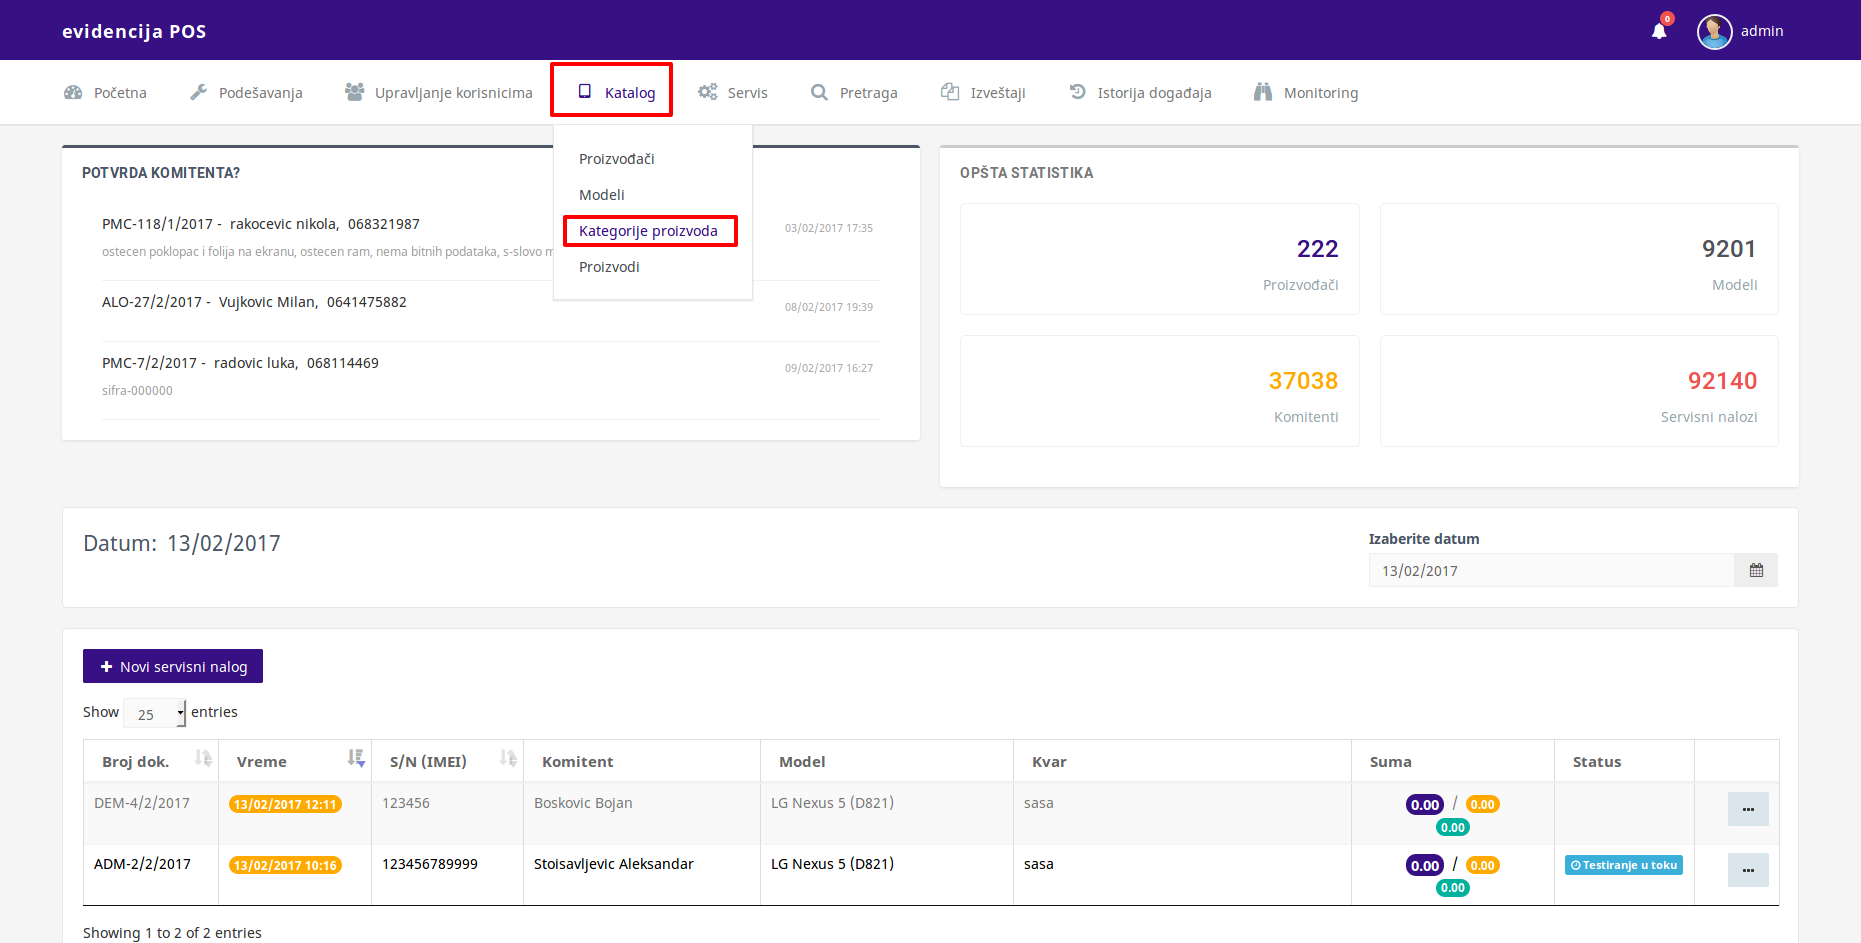 evidencija POS
0
admin
Početna
Podešavanja
Upravljanje korisnicima
Katalog
Servis
Pretraga
Izveštaji
Istorija događaja
Monitoring
Proizvođači
Modeli
Kategorije proizvoda
Proizvodi
POTVRDA KOMITENTA?
PMC-118/1/2017 - rakocevic nikola, 068321987
03/02/2017 17:35
ostecen poklopac i folija na ekranu, ostecen ram, nema bitnih podataka, s-slovo
ALO-27/2/2017 - Vujkovic Milan, 0641475882
08/02/2017 19:39
PMC-7/2/2017 - radovic luka, 068114469
09/02/2017 16:27
sifra-000000
OPŠTA STATISTIKA
222
Proizvođači
9201
Modeli
37038
Komitenti
92140
Servisni nalozi
Datum: 13/02/2017
Izaberite datum
13/02/2017
+ Novi servisni nalog
Show 25 entries
Broj dok. Vreme S/N (IMEI) Komitent Model Kvar Suma Status
DEM-4/2/2017 13/02/2017 12:11 123456 Boskovic Bojan LG Nexus 5 (D821) sasa 0.00 / 0.00
0.00
ADM-2/2/2017 13/02/2017 10:16 123456789999 Stoisavljevic Aleksandar LG Nexus 5 (D821) sasa 0.00 / 0.00 Testiranje u toku
0.00
Showing 1 to 2 of 2 entries